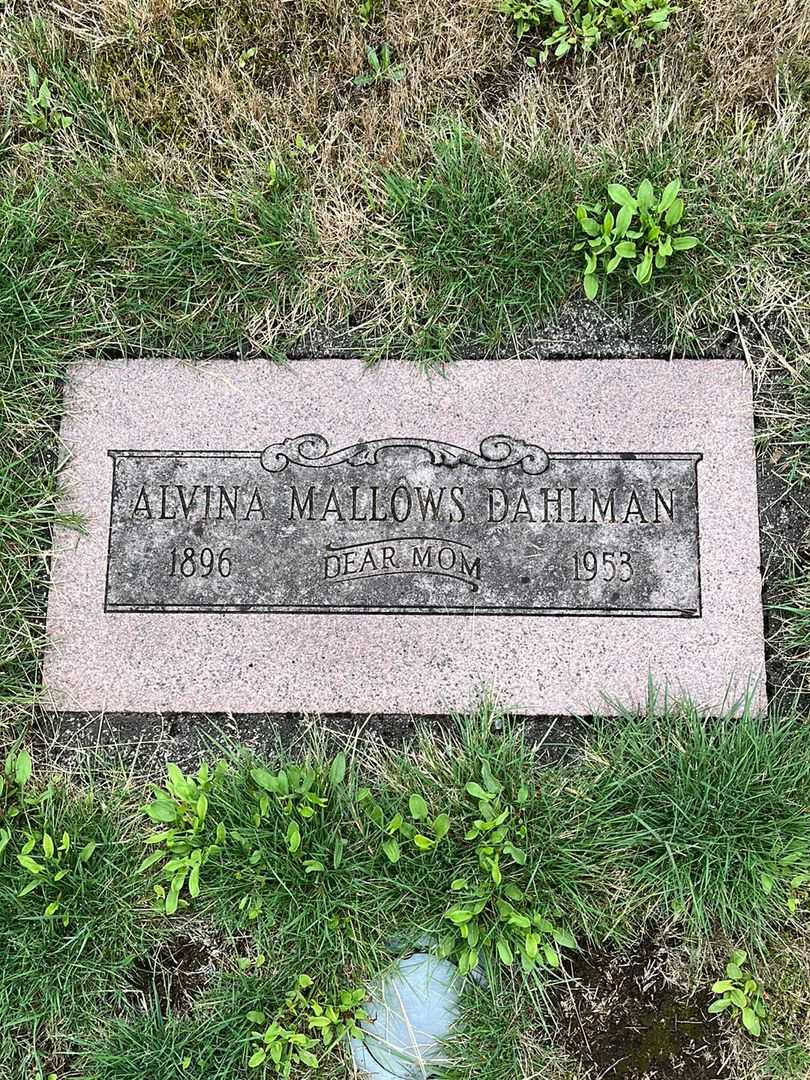 ALVINA MALLOWS DAHLMAN
1896 DEAR MOM 1953